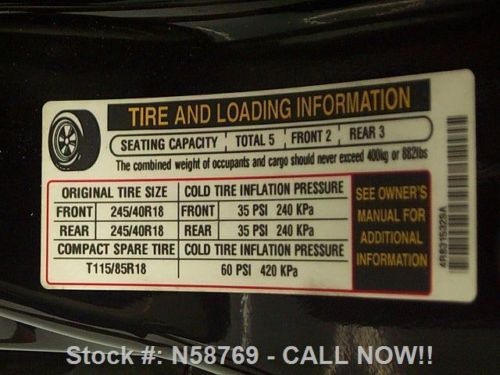 TIRE AND LOADING INFORMATION
SEATING CAPACITY TOTAL 5 FRONT 2 REAR 3
The combined weight of occupants and cargo should never exceed 400kg or 882lbs
ORIGINAL TIRE SIZE COLD TIRE INFLATION PRESSURE
FRONT 245/40R18 FRONT 35 PSI 240 KPa
REAR 245/40R18 REAR 35 PSI 240 KPa
COMPACT SPARE TIRE COLD TIRE INFLATION PRESSURE
T115/85R18 60 PSI 420 KPa
SEE OWNER'S
MANUAL FOR
ADDITIONAL
INFORMATION
Stock #: N58769 - CALL NOW!!